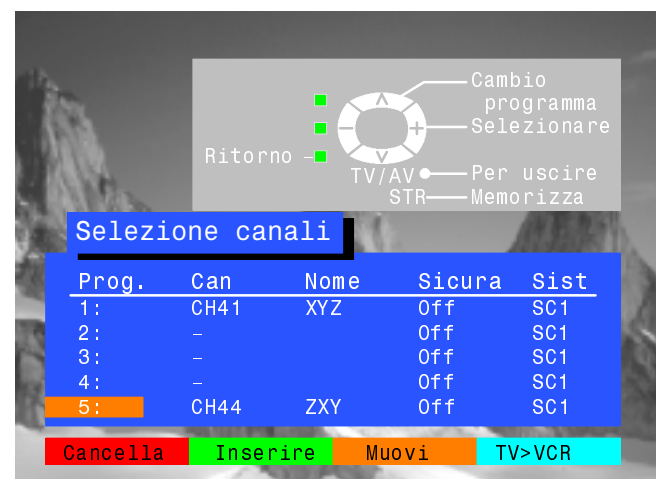 Cambio
programma
Selezionare
Ritorno
TV/AV Per uscire
STR Memorizza
Selezione canali
Prog. Can Nome Sicura Sist
1: CH41 XYZ Off SC1
2: – Off SC1
3: – Off SC1
4: – Off SC1
5: CH44 ZXY Off SC1
Cancella Inserire Muovi TV>VCR